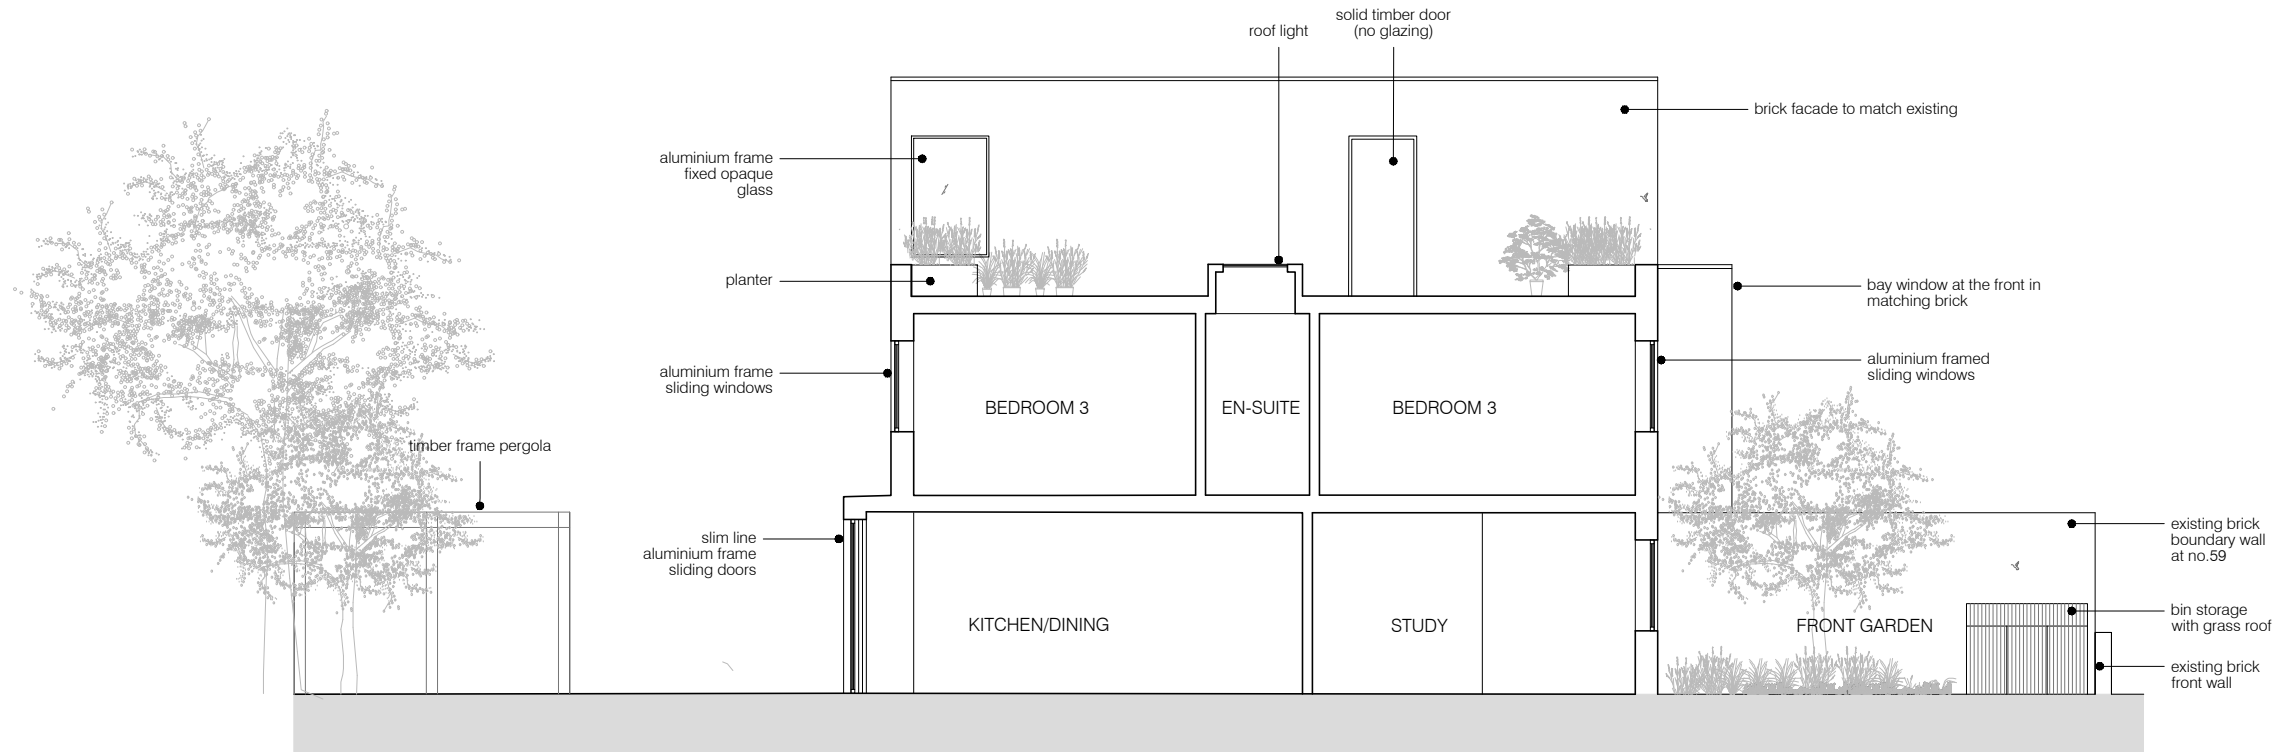 solid timber door
(no glazing)
roof light
brick facade to match existing
aluminium frame
fixed opaque
glass
planter
bay window at the front in
matching brick
aluminium framed
sliding windows
aluminium frame
sliding windows
BEDROOM 3
EN-SUITE
BEDROOM 3
timber frame pergola
slim line
aluminium frame
sliding doors
existing brick
boundary wall
at no.59
KITCHEN/DINING
STUDY
FRONT GARDEN
bin storage
with grass roof
existing brick
front wall